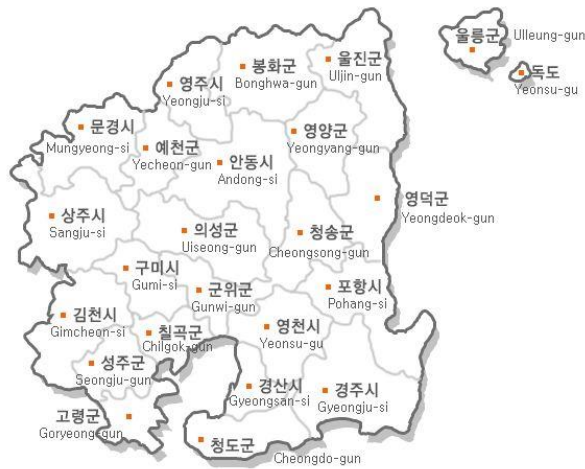 울릉군
Ulleung-gun
독도
Yeonsu-gu
울진군
Uljin-gun
봉화군
Bonghwa-gun
영주시
Yeongju-si
문경시
Mungyeong-si
예천군
Yecheon-gun
안동시
Andong-si
영양군
Yeongyang-gun
영덕군
Yeongdeok-gun
상주시
Sangju-si
의성군
Uiseong-gun
청송군
Cheongsong-gun
구미시
Gumi-si
군위군
Gunwi-gun
포항시
Pohang-si
김천시
Gimcheon-si
칠곡군
Chilgok-gun
영천시
Yeonsu-gu
성주군
Seongju-gun
경산시
Gyeongsan-si
경주시
Gyeongju-si
고령군
Goryeong-gun
청도군
Cheongdo-gun